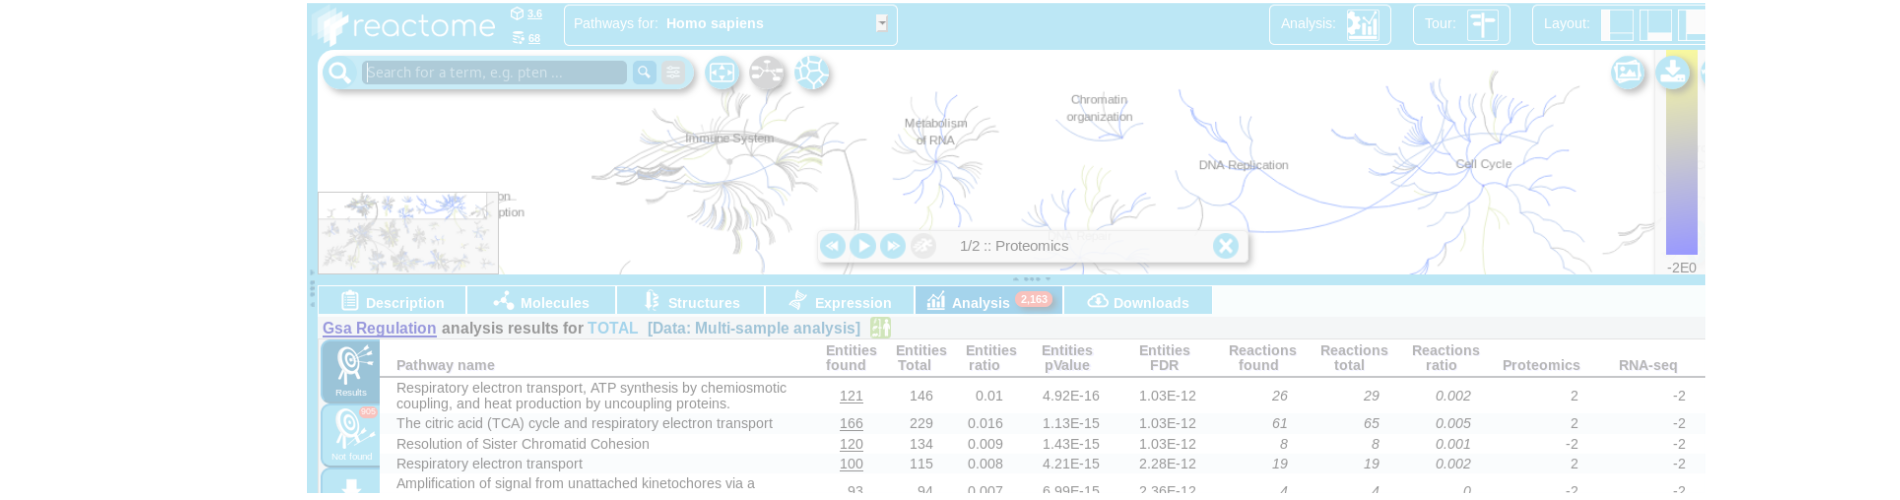 reactome 3.6 68 Pathways for: Homo sapiens Analysis: Tour: Layout:
Search for a term, e.g. pten ...
Chromatin
organization
Metabolism
of RNA
Immune System
DNA Replication
Cell Cycle
1/2 :: Proteomics
-2E0
Description Molecules Structures Expression Analysis 2,163 Downloads
Gsa Regulation analysis results for TOTAL [Data: Multi-sample analysis]
Pathway name Entities found Entities Total Entities ratio Entities pValue Entities FDR Reactions found Reactions total Reactions ratio Proteomics RNA-seq
Results
Respiratory electron transport, ATP synthesis by chemiosmotic
coupling, and heat production by uncoupling proteins. 121 146 0.01 4.92E-16 1.03E-12 26 29 0.002 2 -2
905
The citric acid (TCA) cycle and respiratory electron transport 166 229 0.016 1.13E-15 1.03E-12 61 65 0.005 2 -2
Resolution of Sister Chromatid Cohesion 120 134 0.009 1.43E-15 1.03E-12 8 8 0.001 -2 -2
Not found
Respiratory electron transport 100 115 0.008 4.21E-15 2.28E-12 19 19 0.002 2 -2
Amplification of signal from unattached kinetochores via a 93 94 0.007 6.99E-15 2.36E-12 4 4 0 -2 -2